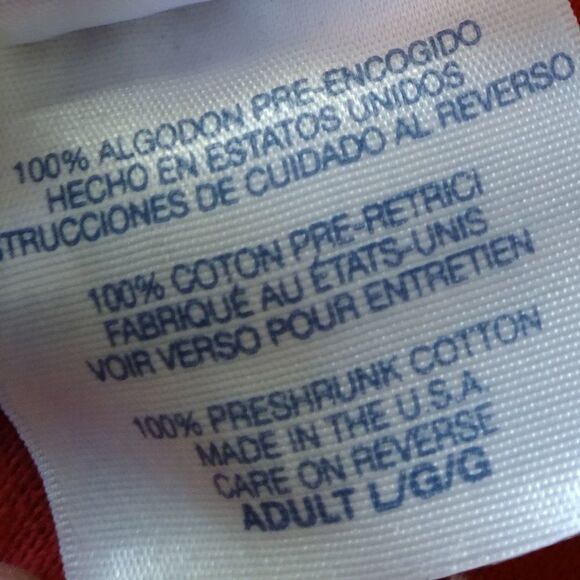 100% ALGODON PRE-ENCOGIDO
HECHO EN ESTATOS UNIDOS
STRUCCIONES DE CUIDADO AL REVERSO
100% COTON PRE-RETRICI
FABRIQUÉ AU ÉTATS-UNIS
VOIR VERSO POUR ENTRETIEN
100% PRESHRUNK COTTON
MADE IN THE U.S.A
CARE ON REVERSE
ADULT L/G/G